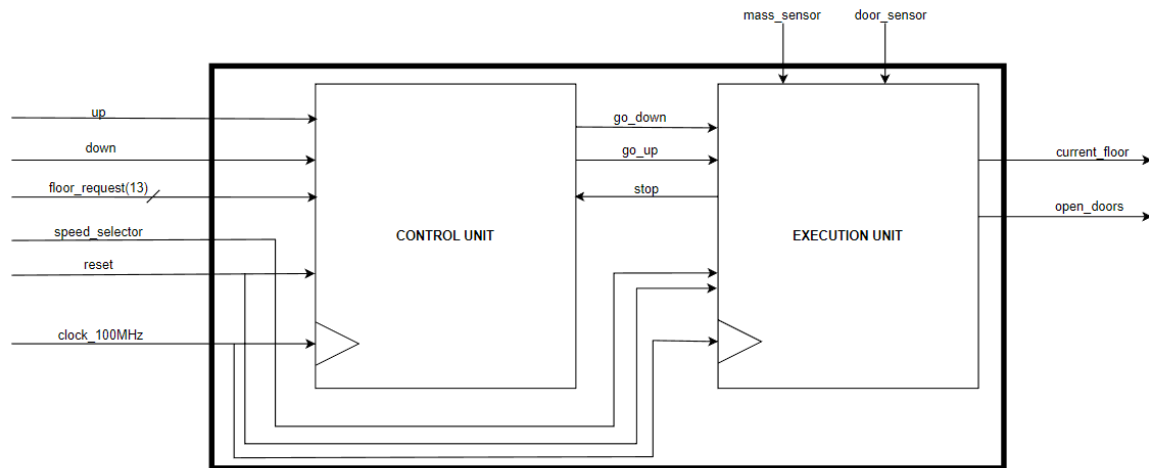 mass_sensor
door_sensor
up
down
floor_request(13)
speed_selector
reset
clock_100MHz
CONTROL UNIT
go_down
go_up
stop
EXECUTION UNIT
current_floor
open_doors